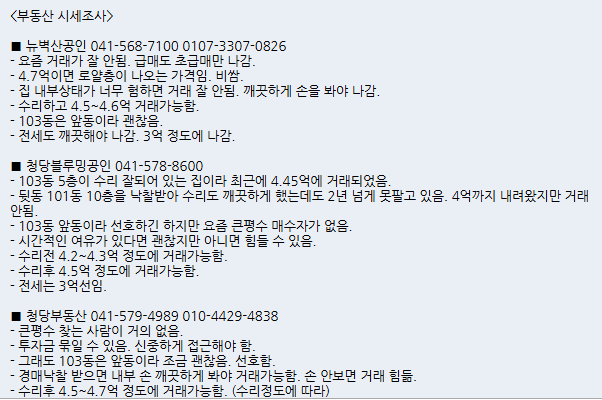 <부동산 시세조사>
■ 뉴벽산공인 041-568-7100 0107-3307-0826
- 요즘 거래가 잘 안됨. 급매도 초급매만 나감.
- 4.7억이면 로얄층이 나오는 가격임. 비쌈.
- 집 내부상태가 너무 험하면 거래 잘 안됨. 깨끗하게 손을 봐야 나감.
- 수리하고 4.5~4.6억 거래가능함.
- 103동은 앞동이라 괜찮음.
- 전세도 깨끗해야 나감. 3억 정도에 나감.
■ 청당블루밍공인 041-578-8600
- 103동 5층이 수리 잘되어 있는 집이라 최근에 4.45억에 거래되었음.
- 뒷동 101동 10층을 낙찰받아 수리도 깨끗하게 했는데도 2년 넘게 못팔고 있음. 4억까지 내려왔지만 거래
안됨.
- 103동 앞동이라 선호하긴 하지만 요즘 큰평수 매수자가 없음.
- 시간적인 여유가 있다면 괜찮지만 아니면 힘들 수 있음.
- 수리전 4.2~4.3억 정도에 거래가능함.
- 수리후 4.5억 정도에 거래가능함.
- 전세는 3억선임.
■ 청당부동산 041-579-4989 010-4429-4838
- 큰평수 찾는 사람이 거의 없음.
- 투자금 묶일 수 있음. 신중하게 접근해야 함.
- 그래도 103동은 앞동이라 조금 괜찮음. 선호함.
- 경매낙찰 받으면 내부 손 깨끗하게 봐야 거래가능함. 손 안보면 거래 힘듦.
- 수리후 4.5~4.7억 정도에 거래가능함. (수리정도에 따라)